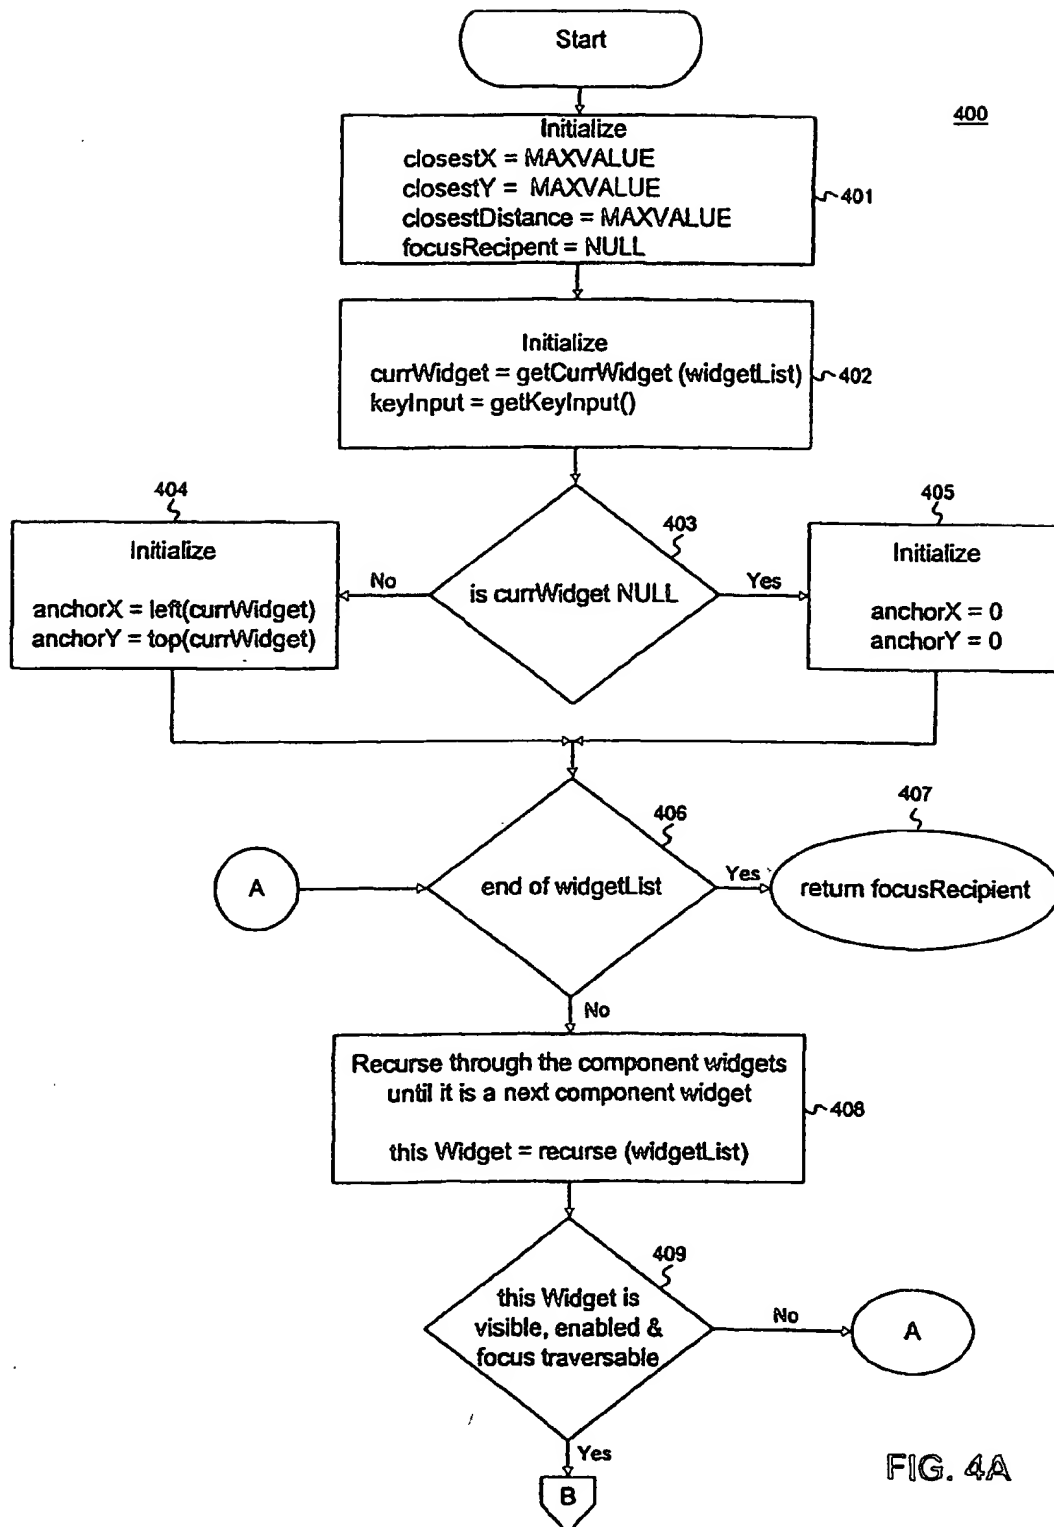 Start
400
Initialize
closestX = MAXVALUE
closestY = MAXVALUE
closestDistance = MAXVALUE
focusRecipent = NULL
401
Initialize
currWidget = getCurrWidget (widgetList)
keyInput = getKeyInput()
402
404
Initialize
anchorX = left(currWidget)
anchorY = top(currWidget)
No
403
is currWidget NULL
Yes
405
Initialize
anchorX = 0
anchorY = 0
A
406
end of widgetList
Yes
407
return focusRecipient
No
Recurse through the component widgets
until it is a next component widget
this Widget = recurse (widgetList)
408
409
this Widget is
visible, enabled &
focus traversable
No
A
Yes
B
FIG. 4A